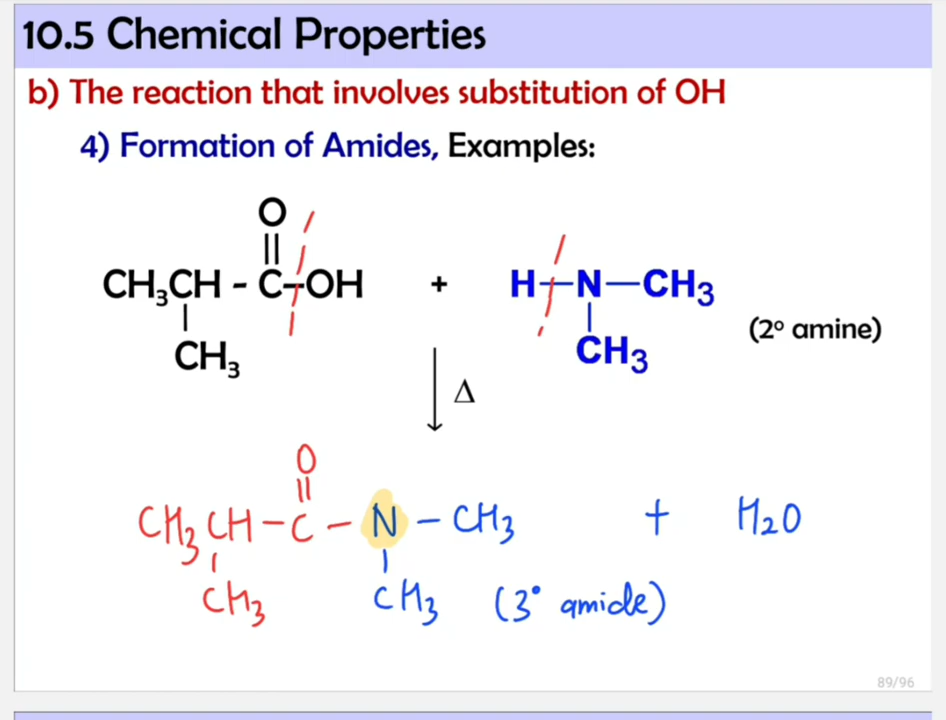 10.5 Chemical Properties
b) The reaction that involves substitution of OH
4) Formation of Amides, Examples:
O
||
CH₃CH - C-OH + H—N—CH₃
| |
CH₃ CH₃ (2° amine)
Δ
O
||
CH₃CH - C - N - CH₃ + H₂O
| |
CH₃ CH₃ (3° amide)
89/96